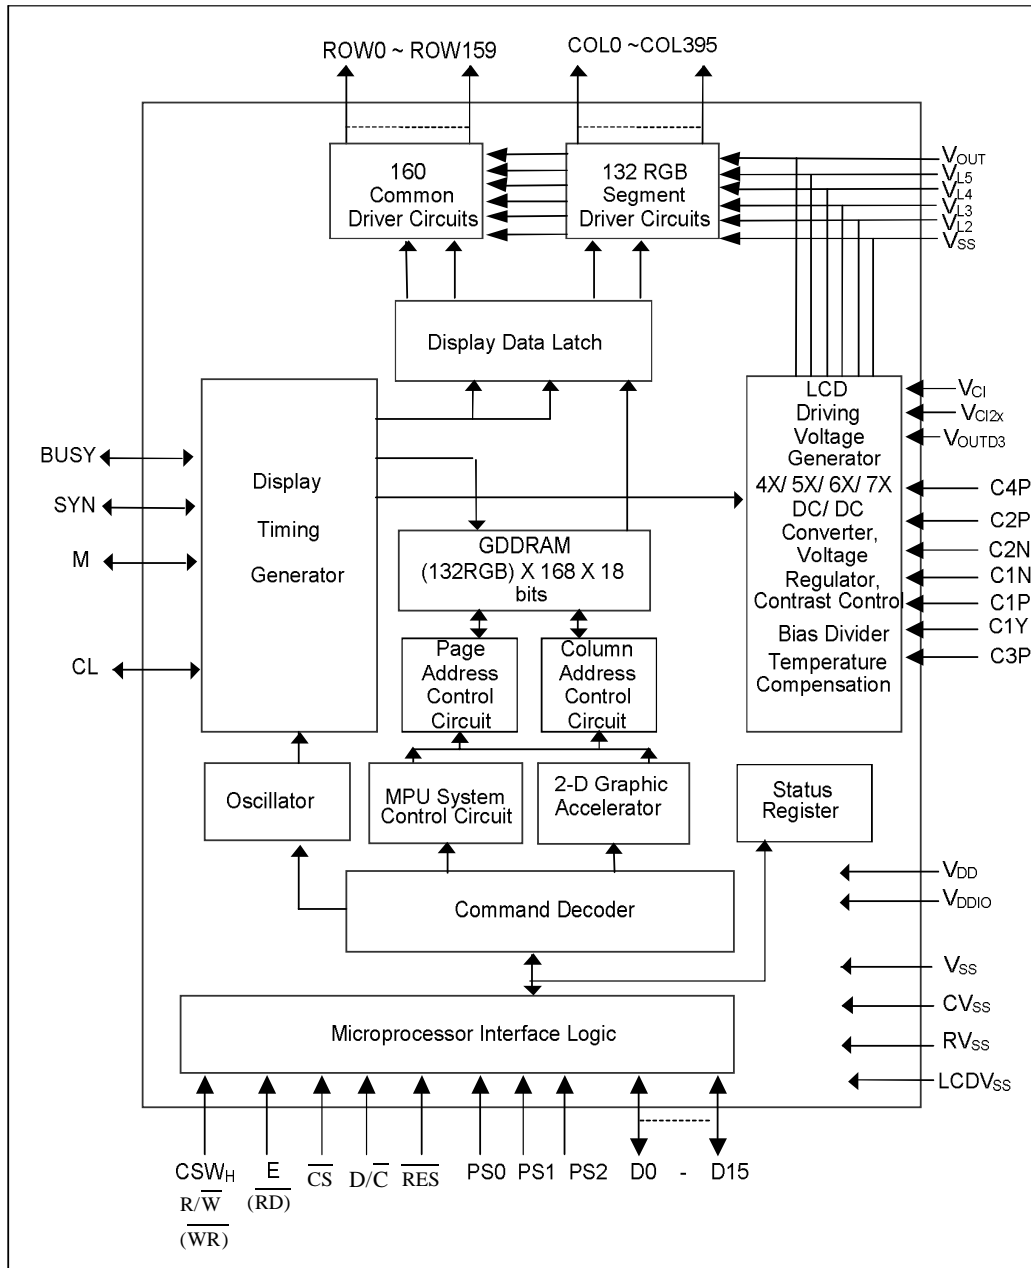 ROW0 ~ ROW159
COL0 ~COL395
160
Common
Driver Circuits
132 RGB
Segment
Driver Circuits
VOUT
VL5
VL4
VL3
VL2
VSS
Display Data Latch
LCD
Driving
Voltage
Generator
4X/ 5X/ 6X/ 7X
DC/ DC
Converter,
Voltage
Regulator,
Contrast Control
Bias Divider
Temperature
Compensation
VCI
VCI2x
VOUTD3
C4P
C2P
C2N
C1N
C1P
C1Y
C3P
BUSY
SYN
M
CL
Display
Timing
Generator
GDDRAM
(132RGB) X 168 X 18
bits
Page
Address
Control
Circuit
Column
Address
Control
Circuit
Oscillator
MPU System
Control Circuit
2-D Graphic
Accelerator
Status
Register
Command Decoder
VDD
VDDIO
VSS
CVSS
RVSS
LCDVSS
Microprocessor Interface Logic
CSWH
R/W̅
(W̅R̅)
E
(R̅D̅)
C̅S̅
D/C̅
R̅E̅S̅
PS0
PS1
PS2
D0 - D15